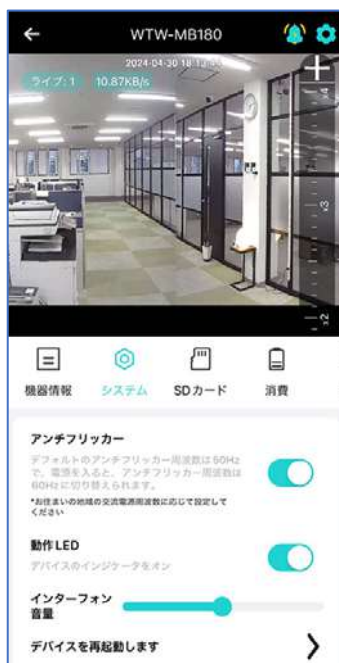 WTW-MB180
2024-04-30 18:13:44
ライブ: 1 10.87KB/s
x4
x3
x2
機器情報 システム SDカード 消費
アンチフリッカー
デフォルトのアンチフリッカー周波数は50Hz
で、電源を入ると、アンチフリッカー周波数は
60Hzに切り替えられます。
*お住まいの地域の交流電源周波数に応じて設定して
ください
動作LED
デバイスのインジケータをオン
インターフォン
音量
デバイスを再起動します